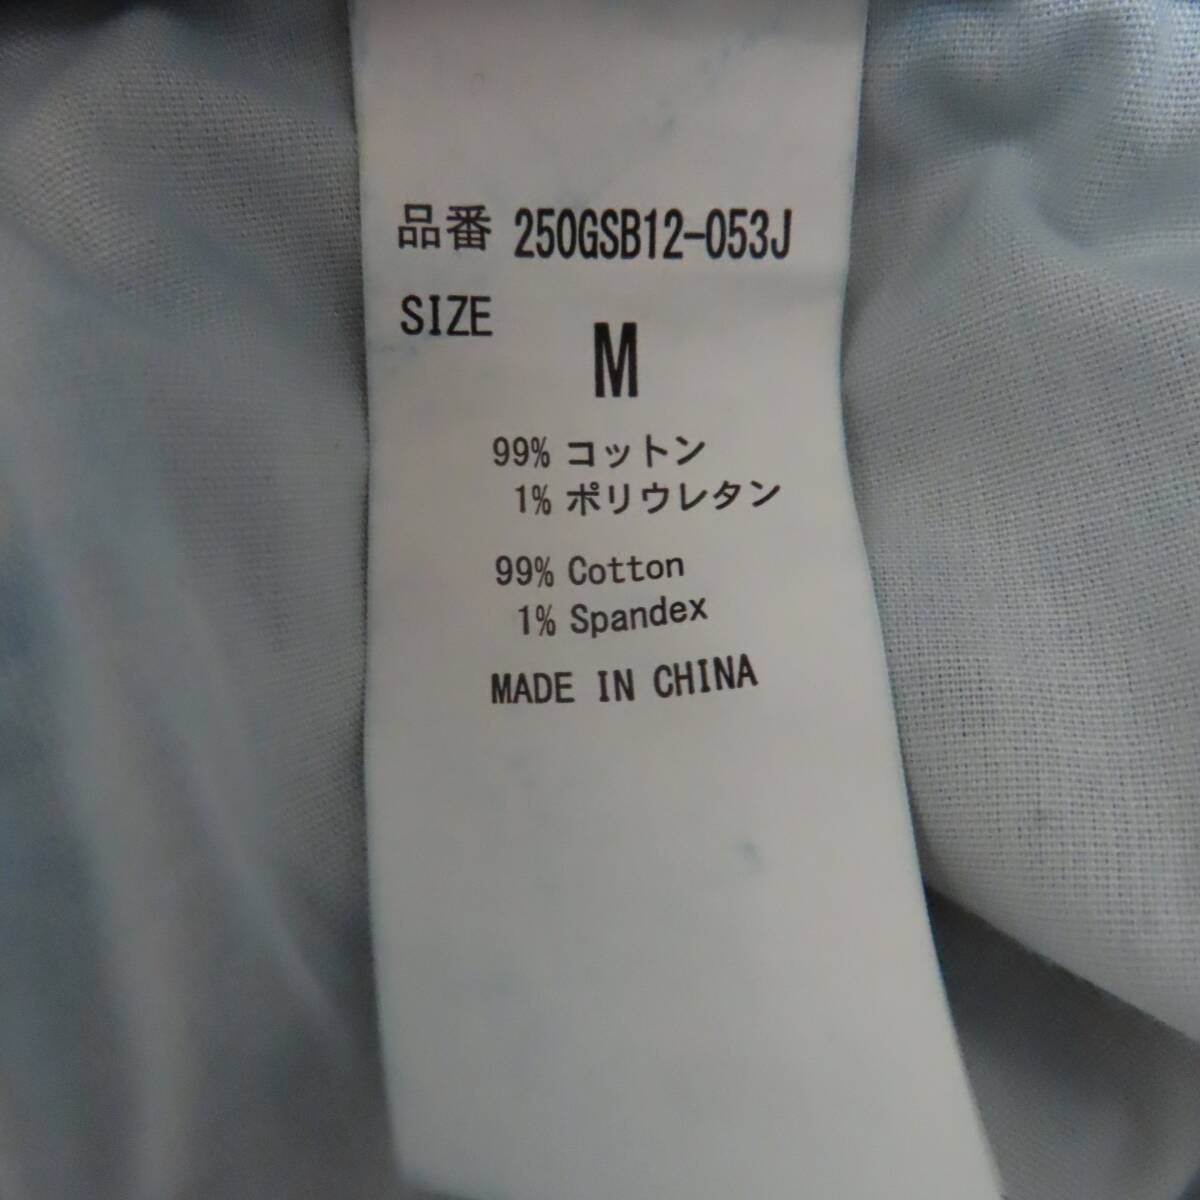 品番 250GSB12-053J
SIZE
M
99% コットン
1% ポリウレタン
99% Cotton
1% Spandex
MADE IN CHINA